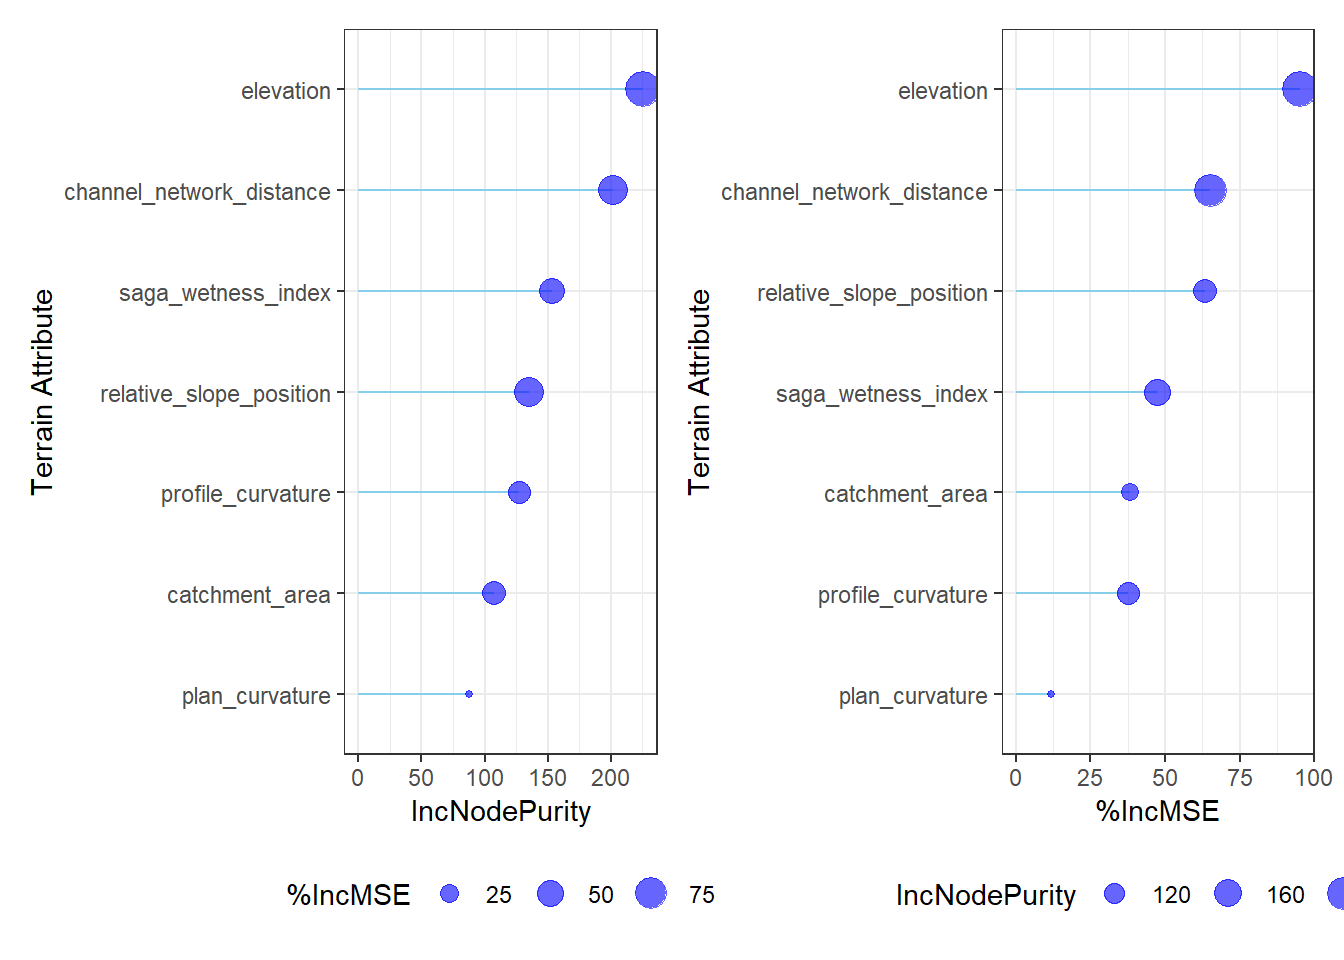 elevation
channel_network_distance
saga_wetness_index
relative_slope_position
profile_curvature
catchment_area
plan_curvature
Terrain Attribute
0 50 100 150 200
IncNodePurity
%IncMSE 25 50 75
elevation
channel_network_distance
relative_slope_position
saga_wetness_index
catchment_area
profile_curvature
plan_curvature
Terrain Attribute
0 25 50 75 100
%IncMSE
IncNodePurity 120 160